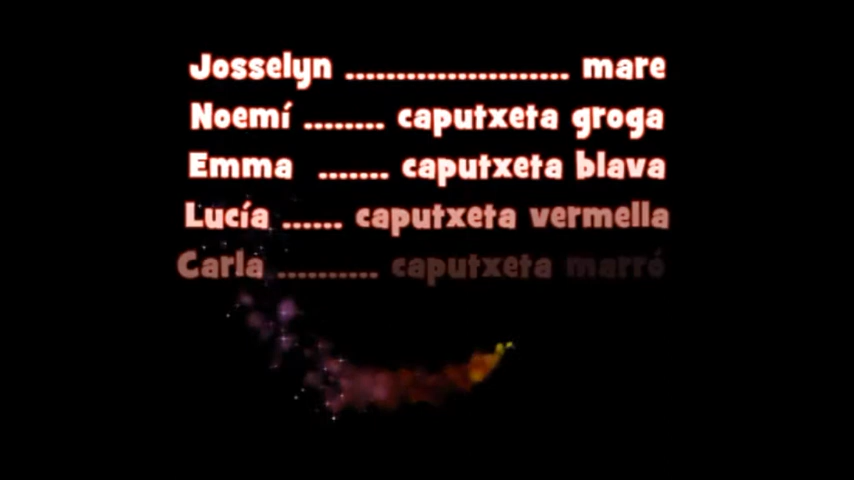 Josselyn ...................... mare
Noemí ........ caputxeta groga
Emma ....... caputxeta blava
Lucía ...... caputxeta vermella
Carla .......... caputxeta marró